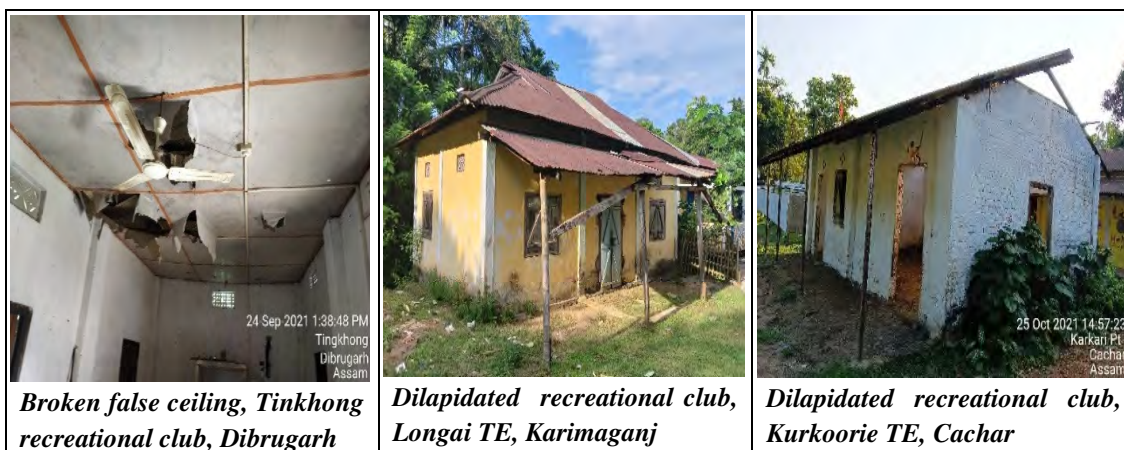 24 Sep 2021 1:38:48 PM
Tingkhong
Dibrugarh
Assam
Broken false ceiling, Tinkhong
recreational club, Dibrugarh
Dilapidated recreational club,
Longai TE, Karimaganj
25 Oct 2021 14:57:23
Karkari Pt
Cachar
Assam
Dilapidated recreational club,
Kurkoorie TE, Cachar